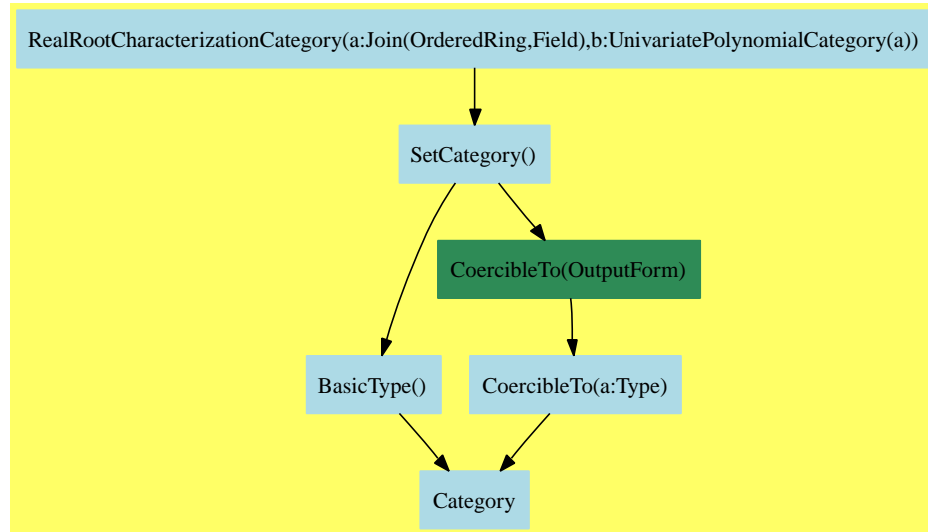 RealRootCharacterizationCategory(a:Join(OrderedRing,Field),b:UnivariatePolynomialCategory(a))
SetCategory()
CoercibleTo(OutputForm)
BasicType()
CoercibleTo(a:Type)
Category